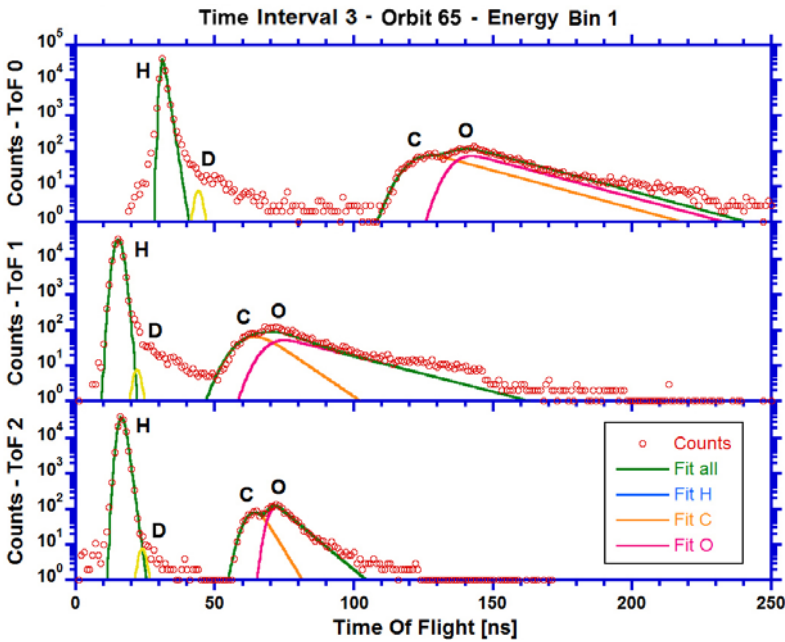 Time Interval 3 - Orbit 65 - Energy Bin 1
Counts - ToF 0
10^5
10^4
10^3
10^2
10^1
10^0
H
D
C
O
Counts - ToF 1
10^4
10^3
10^2
10^1
10^0
H
D
C
O
Counts - ToF 2
10^4
10^3
10^2
10^1
10^0
H
D
C
O
Counts
Fit all
Fit H
Fit C
Fit O
0 50 100 150 200 250
Time Of Flight [ns]